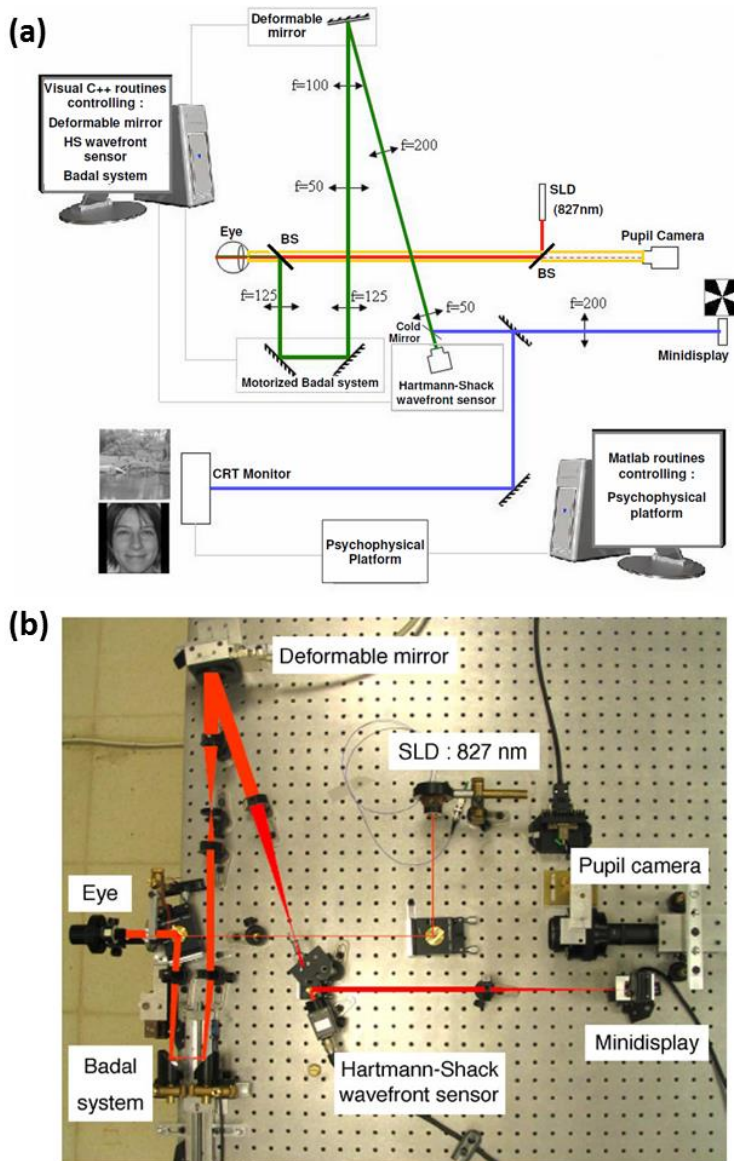 (a)
Deformable
mirror
Visual C++ routines
controlling :
Deformable mirror
HS wavefront
sensor
Badal system
f=100
f=200
f=50
SLD
(827nm)
Eye
BS
Pupil Camera
BS
f=125
f=125
f=50
f=200
Cold
Mirror
Minidisplay
Motorized Badal system
Hartmann-Shack
wavefront sensor
CRT Monitor
Matlab routines
controlling :
Psychophysical
platform
Psychophysical
Platform
(b)
Deformable mirror
SLD : 827 nm
Pupil camera
Eye
Minidisplay
Badal
system
Hartmann-Shack
wavefront sensor